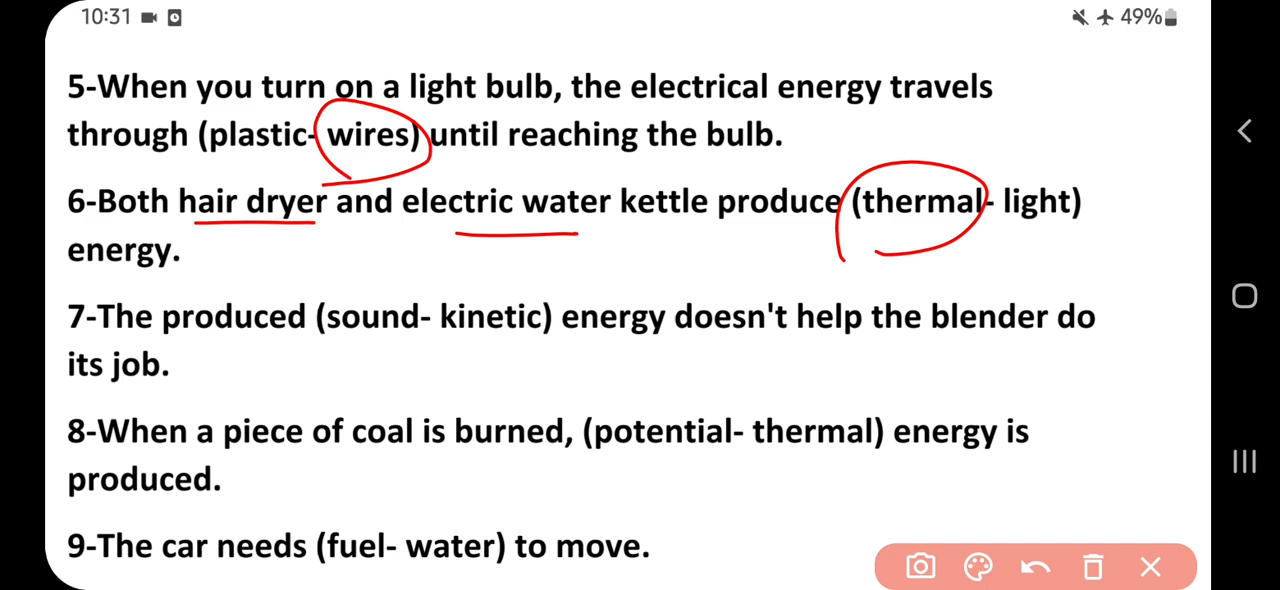 10:31
49%
5-When you turn on a light bulb, the electrical energy travels
through (plastic- wires) until reaching the bulb.
6-Both hair dryer and electric water kettle produce (thermal- light)
energy.
7-The produced (sound- kinetic) energy doesn't help the blender do
its job.
8-When a piece of coal is burned, (potential- thermal) energy is
produced.
9-The car needs (fuel- water) to move.